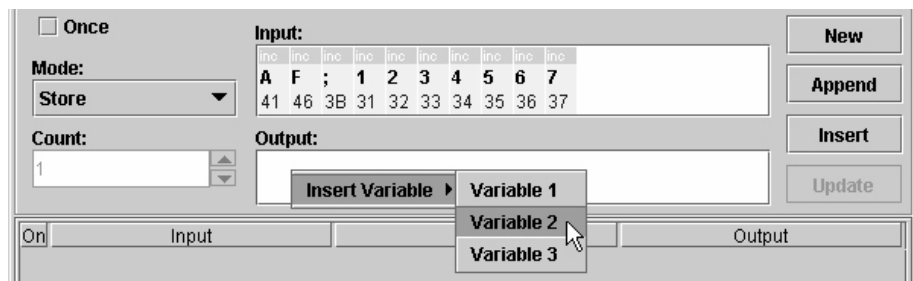 Once
Input:
New
inc inc inc inc inc inc inc inc inc inc
Mode:
A F ; 1 2 3 4 5 6 7
Store
41 46 3B 31 32 33 34 35 36 37
Append
Count:
Output:
Insert
1
Insert Variable
Variable 1
Update
Variable 2
On Input Output
Variable 3